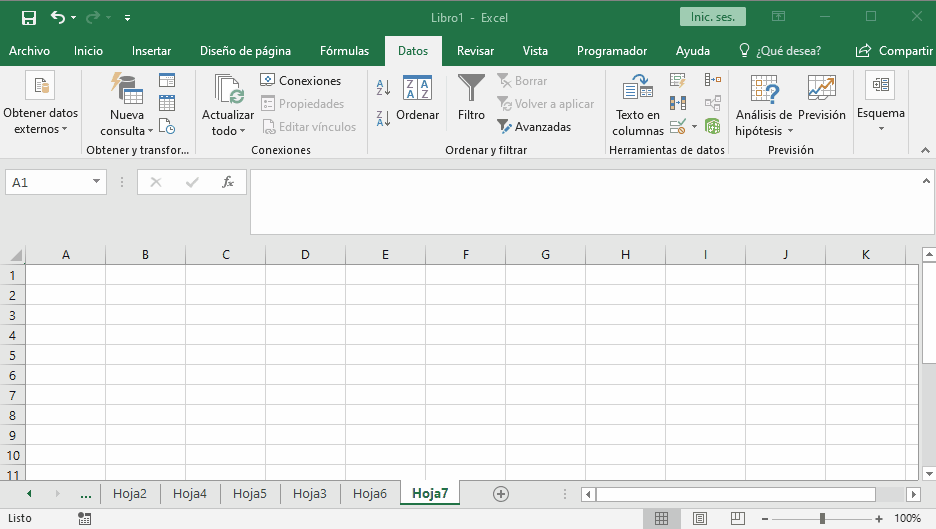 Libro1 - Excel
Inic. ses.
Archivo Inicio Insertar Diseño de página Fórmulas Datos Revisar Vista Programador Ayuda ¿Qué desea? Compartir
Obtener datos externos
Nueva consulta
Obtener y transfor...
Actualizar todo
Conexiones
Propiedades
Editar vínculos
Conexiones
Ordenar
Filtro
Borrar
Volver a aplicar
Avanzadas
Ordenar y filtrar
Texto en columnas
Herramientas de datos
Análisis de hipótesis
Previsión
Previsión
Esquema
A1
fx
A B C D E F G H I J K
1
2
3
4
5
6
7
8
9
10
11
... Hoja2 Hoja4 Hoja5 Hoja3 Hoja6 Hoja7
Listo
100%